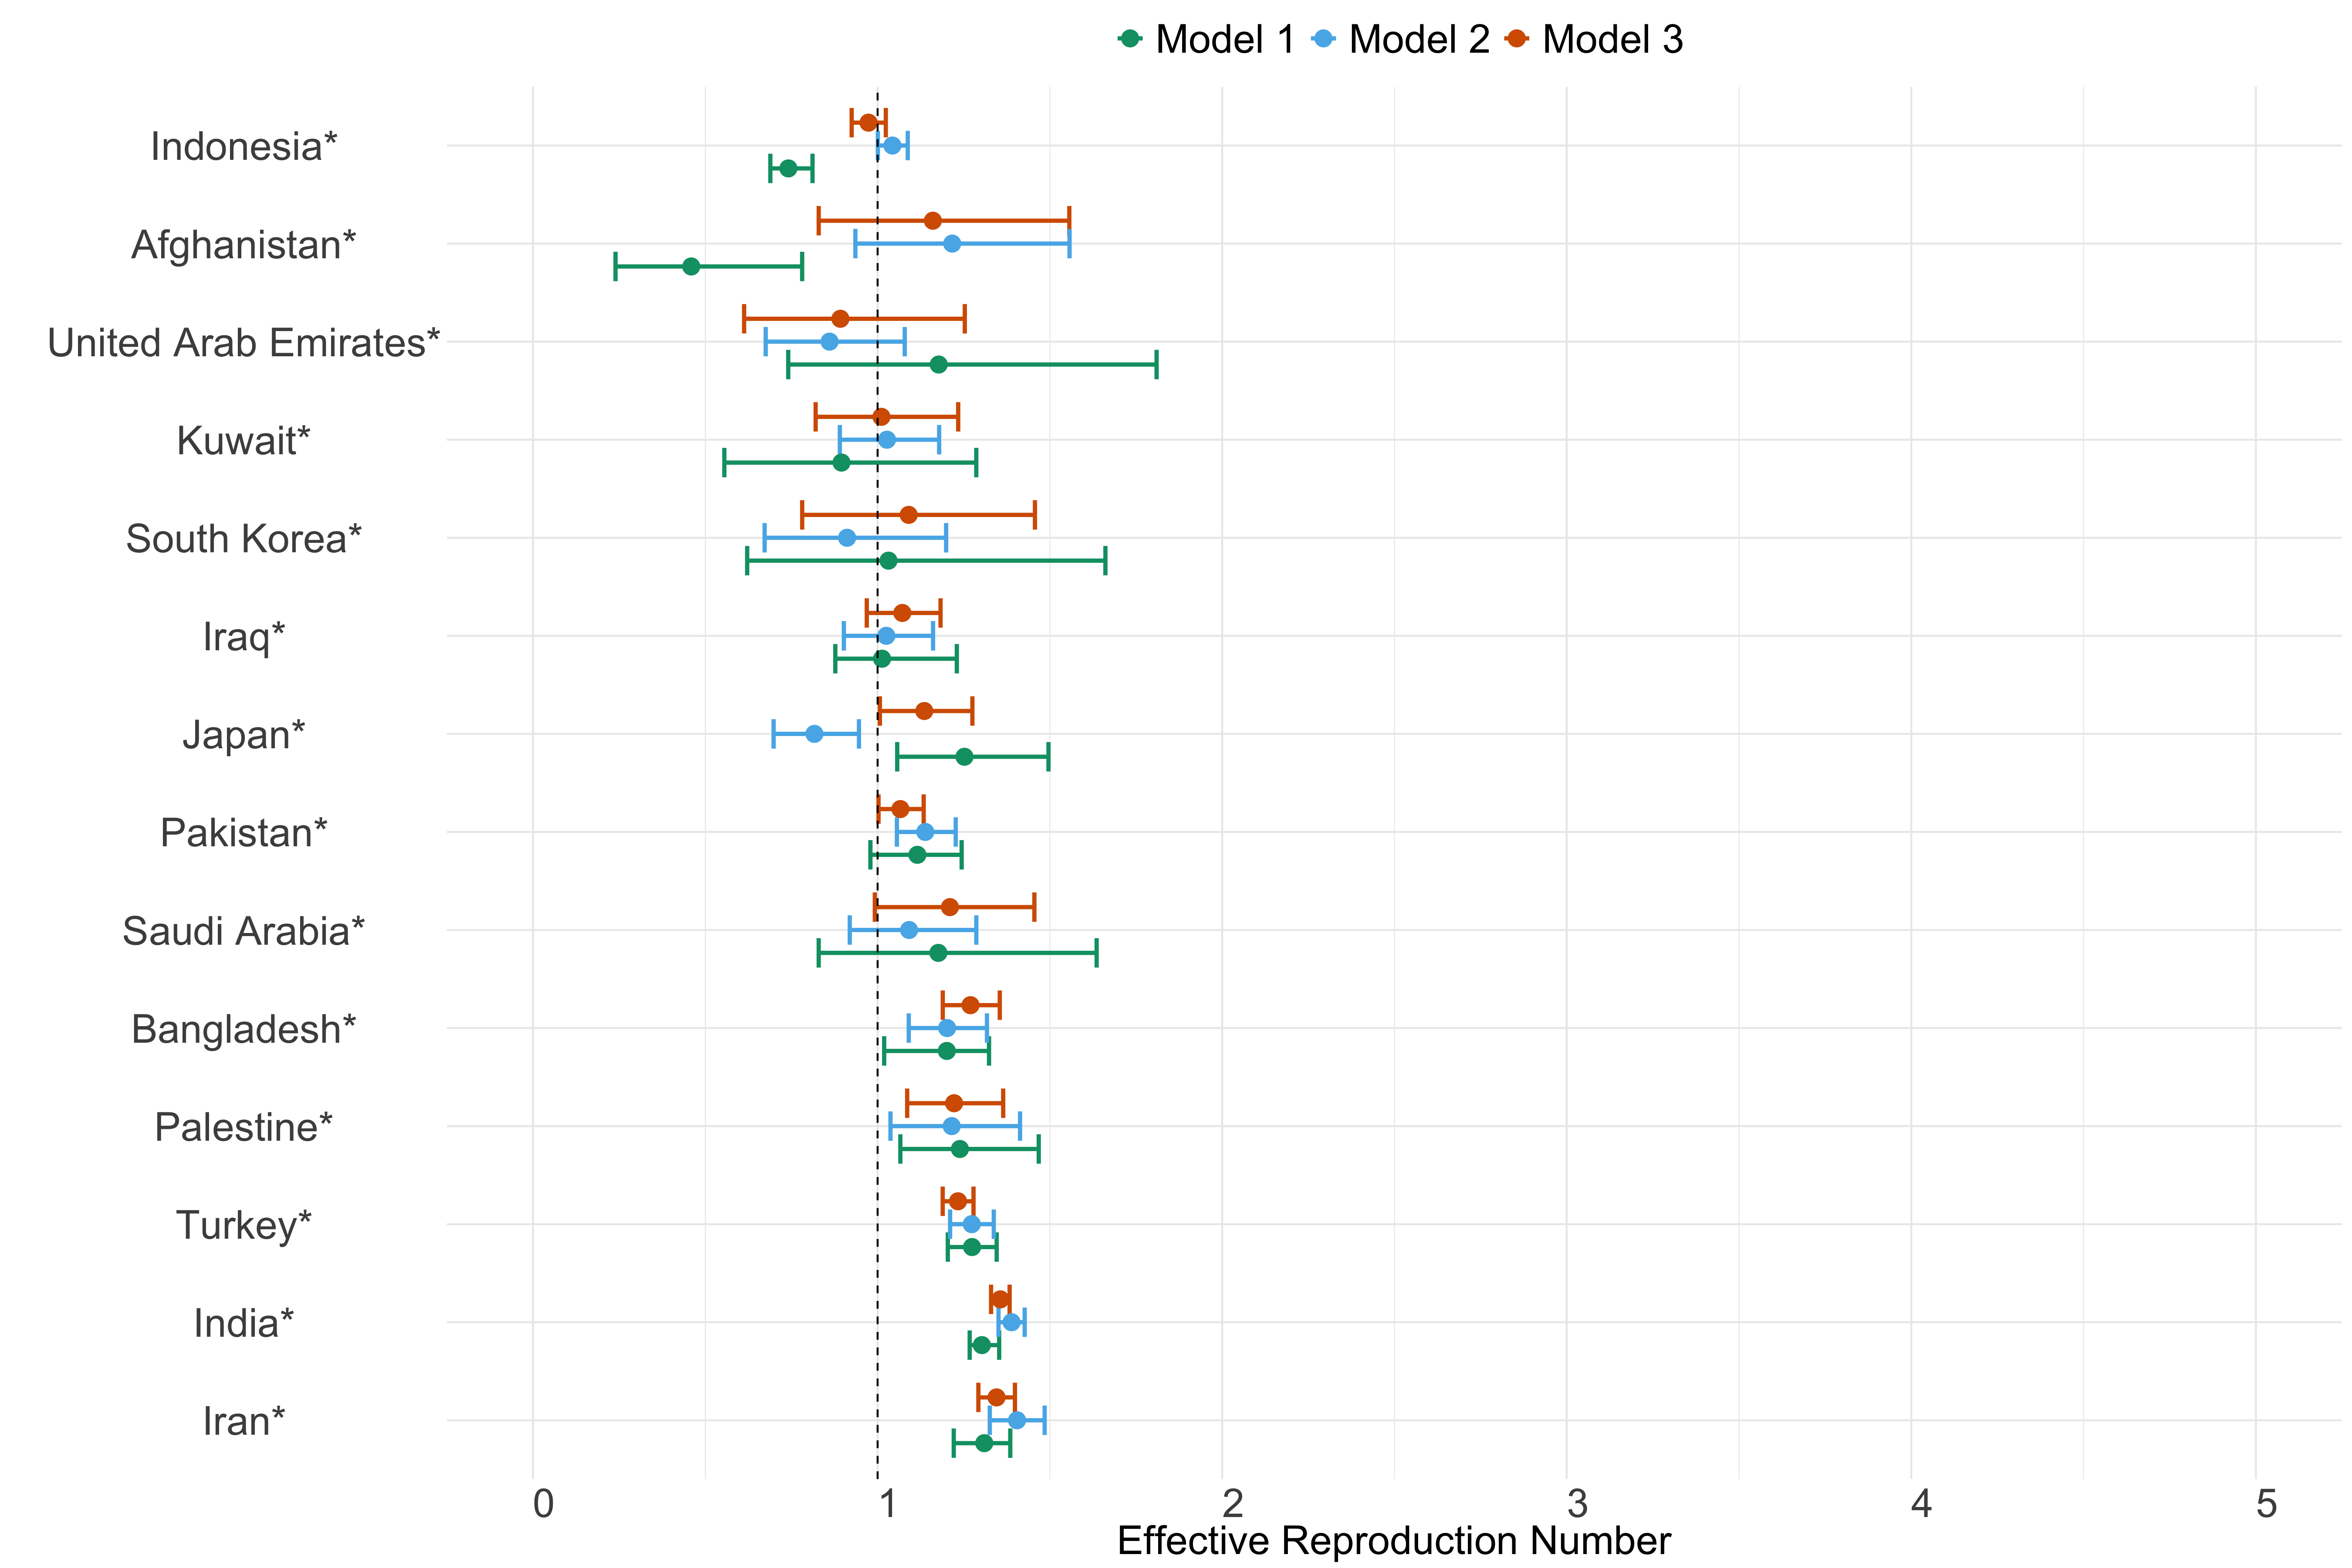 Model 1 Model 2 Model 3
Indonesia*
Afghanistan*
United Arab Emirates*
Kuwait*
South Korea*
Iraq*
Japan*
Pakistan*
Saudi Arabia*
Bangladesh*
Palestine*
Turkey*
India*
Iran*
0 1 2 3 4 5
Effective Reproduction Number